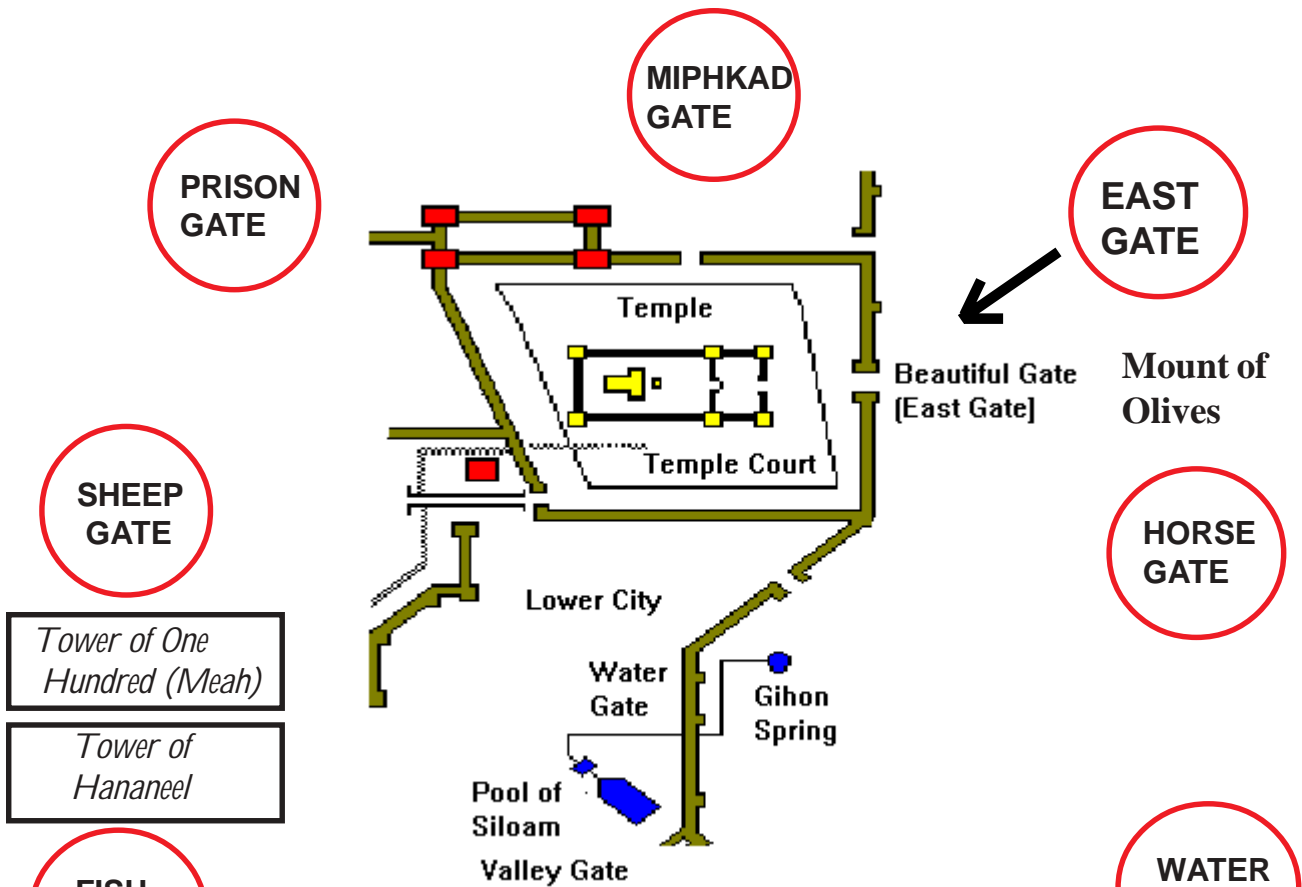 MIPHKAD
GATE
PRISON
GATE
EAST
GATE
Temple
Beautiful Gate
[East Gate]
Mount of
Olives
Temple Court
SHEEP
GATE
HORSE
GATE
Lower City
Tower of One
Hundred (Meah)
Water
Gate
Gihon
Spring
Tower of
Hananeel
Pool of
Siloam
Valley Gate
FISH
WATER